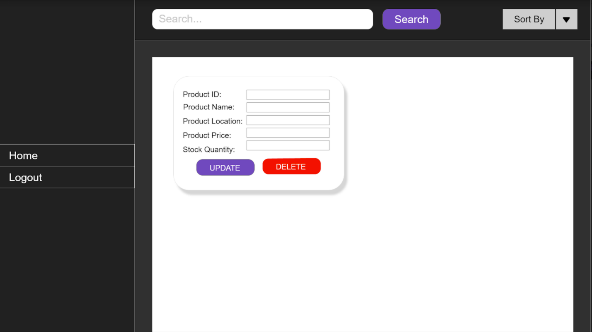 Search...
Search
Sort By
Home
Logout
Product ID:
Product Name:
Product Location:
Product Price:
Stock Quantity:
UPDATE
DELETE